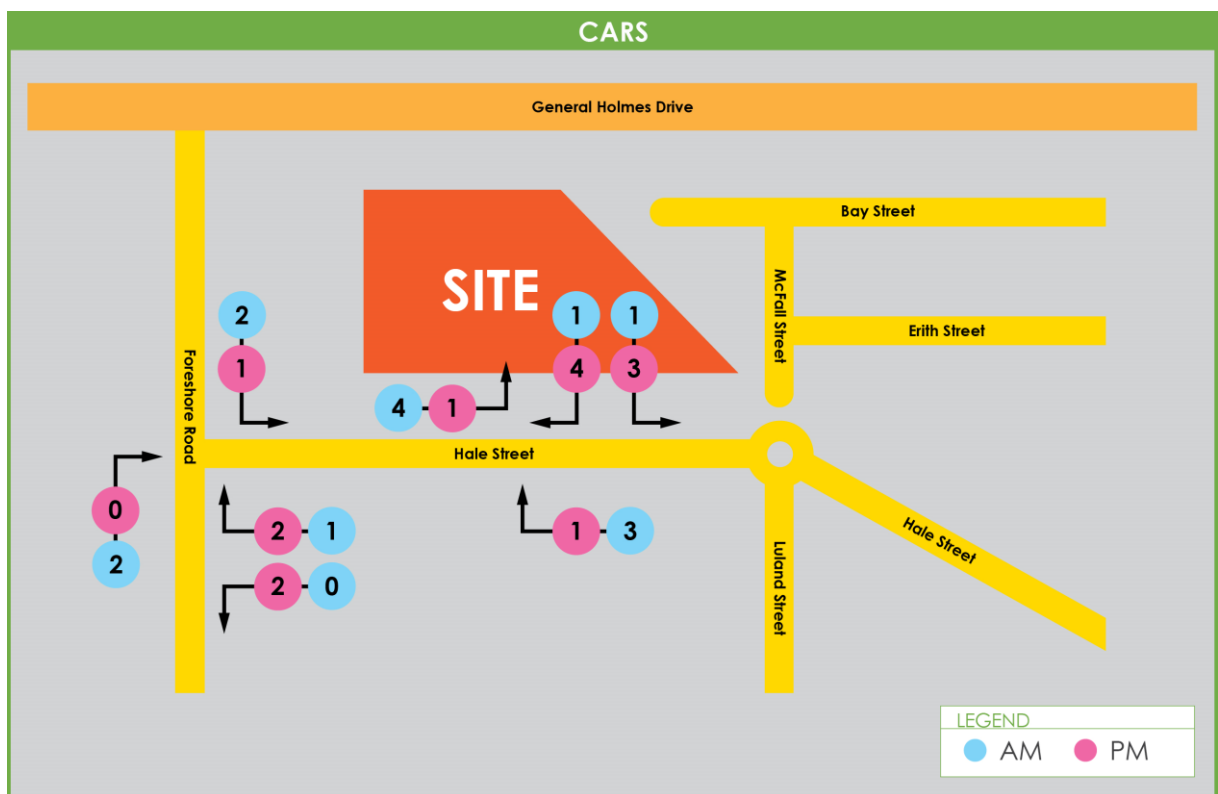 CARS
General Holmes Drive
Bay Street
McFall Street
SITE
2
1
1
Erith Street
1
4
3
Foreshore Road
4
1
Hale Street
0
2
1
1
3
2
2
0
Hale Street
Luland Street
LEGEND
AM
PM